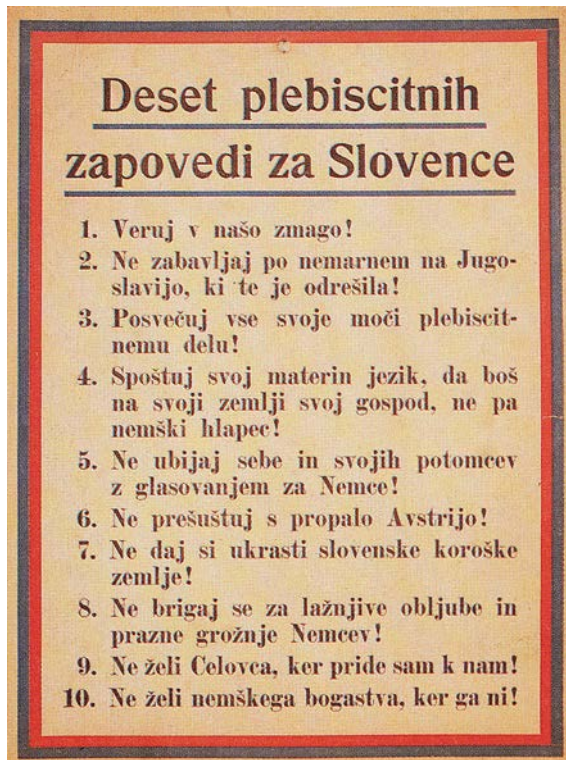 Deset plebiscitnih
zapovedi za Slovence
1. Veruj v našo zmago!
2. Ne zabavljaj po nemarnem na Jugo-
slavijo, ki te je odrešila!
3. Posvečuj vse svoje moči plebiscit-
nemu delu!
4. Spoštuj svoj materin jezik, da boš
na svoji zemlji svoj gospod, ne pa
nemški hlapec!
5. Ne ubijaj sebe in svojih potomcev
z glasovanjem za Nemce!
6. Ne prešuštuj s propalo Avstrijo!
7. Ne daj si ukrasti slovenske koroške
zemlje!
8. Ne brigaj se za lažnjive obljube in
prazne grožnje Nemcev!
9. Ne želi Celovca, ker pride sam k nam!
10. Ne želi nemškega bogastva, ker ga ni!